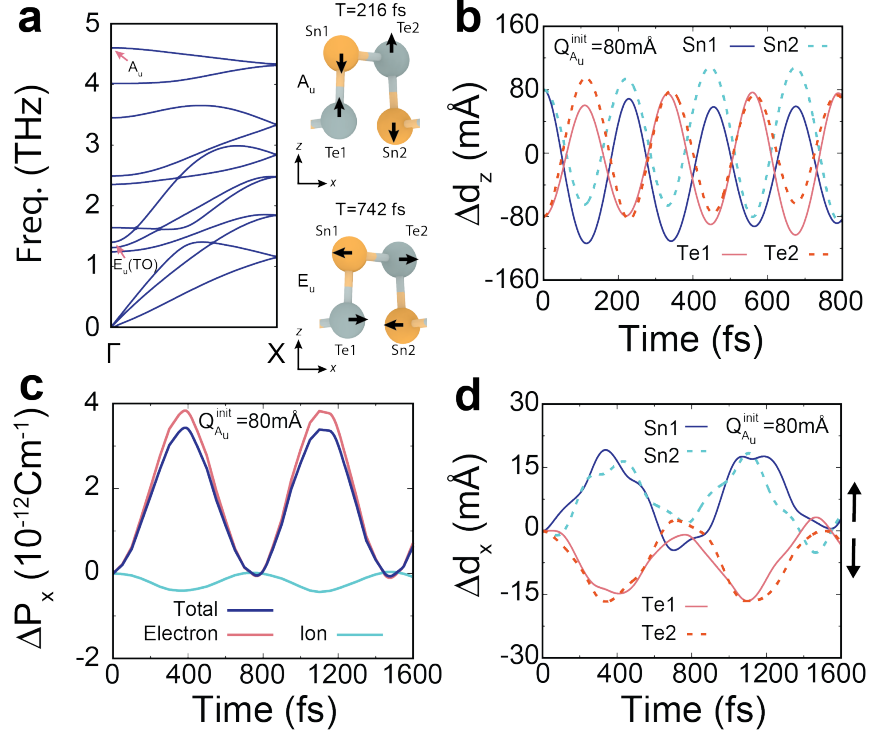 a
Freq. (THz)
5
4
3
2
1
0
Γ
X
A_u
E_u(TO)
T=216 fs
Sn1
Te2
A_u
Te1
Sn2
z
x
T=742 fs
Sn1
Te2
E_u
Te1
Sn2
z
x
b
Δd_z (mÅ)
160
80
0
-80
-160
Q_{A_u}^{init}=80mÅ
Sn1
Sn2
Te1
Te2
0
200
400
600
800
Time (fs)
c
ΔP_x (10^{-12}Cm^{-1})
4
2
0
-2
Q_{A_u}^{init}=80mÅ
Total
Electron
Ion
0
400
800
1200
1600
Time (fs)
d
Δd_x (mÅ)
30
15
0
-15
-30
Sn1
Q_{A_u}^{init}=80mÅ
Sn2
Te1
Te2
0
400
800
1200
1600
Time (fs)